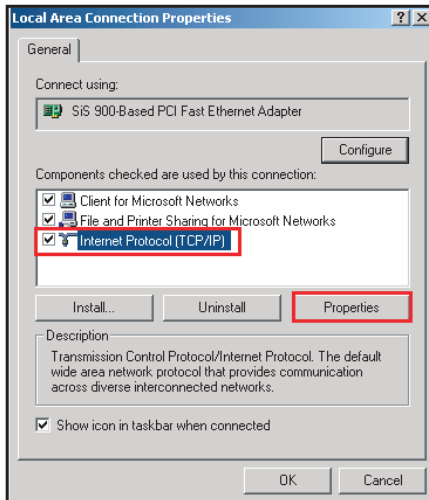 Local Area Connection Properties
General
Connect using:
SiS 900-Based PCI Fast Ethernet Adapter
Configure
Components checked are used by this connection:
Client for Microsoft Networks
File and Printer Sharing for Microsoft Networks
Internet Protocol (TCP/IP)
Install... Uninstall Properties
Description
Transmission Control Protocol/Internet Protocol. The default
wide area network protocol that provides communication
across diverse interconnected networks.
Show icon in taskbar when connected
OK Cancel